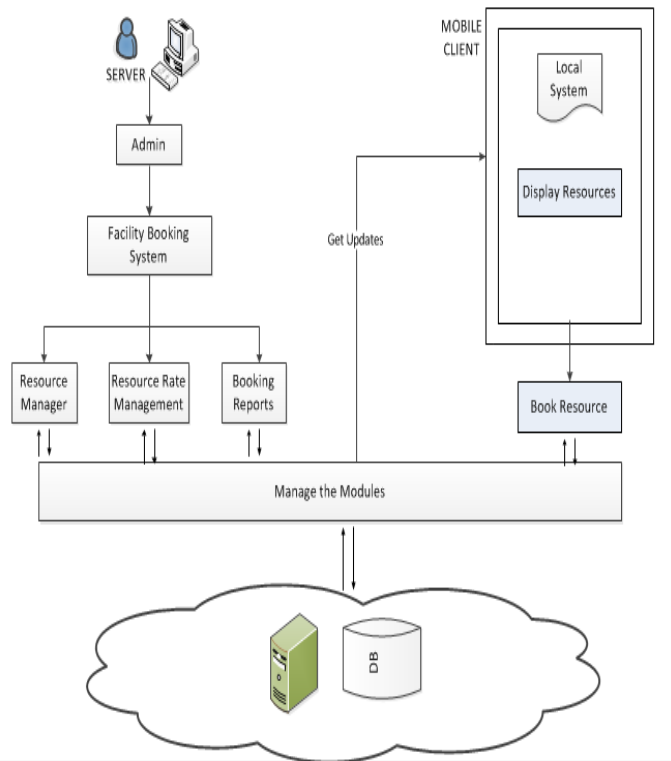 SERVER
Admin
Facility Booking
System
Resource
Manager
Resource Rate
Management
Booking
Reports
Get Updates
MOBILE
CLIENT
Local
System
Display Resources
Book Resource
Manage the Modules
DB